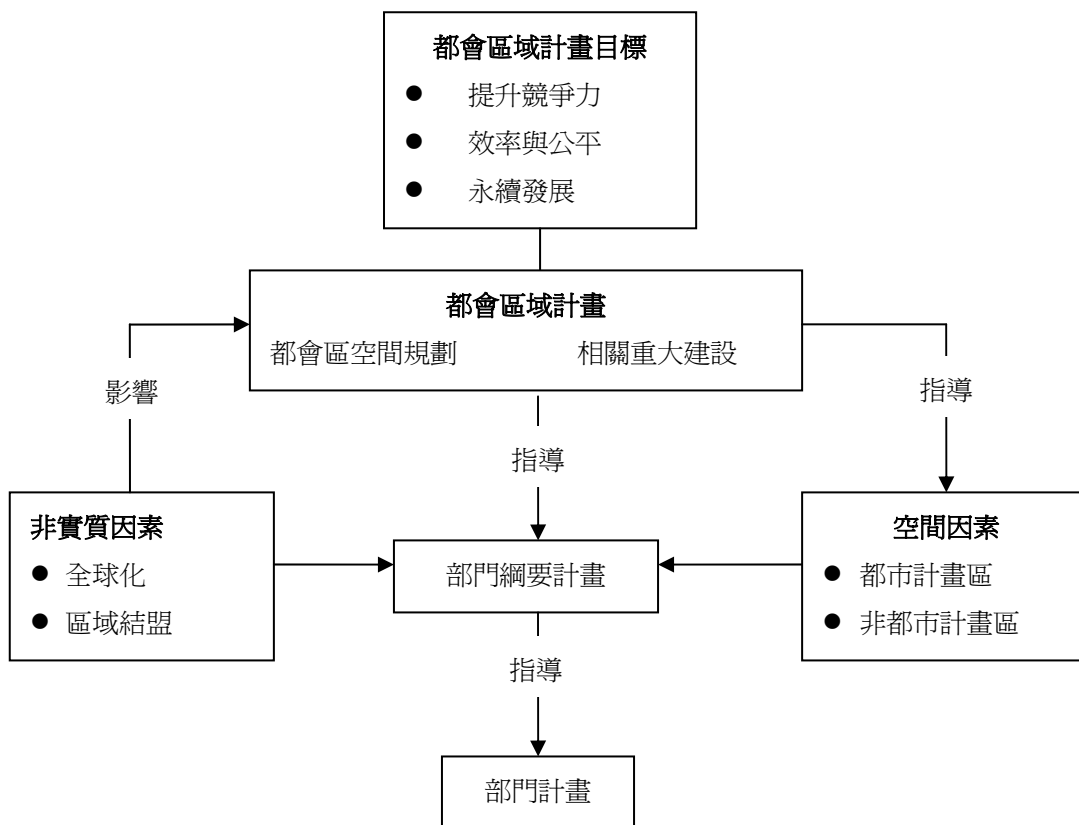 都會區域計畫目標
● 提升競爭力
● 效率與公平
● 永續發展
都會區域計畫
都會區空間規劃 相關重大建設
影響
指導
指導
非實質因素
● 全球化
● 區域結盟
部門綱要計畫
空間因素
● 都市計畫區
● 非都市計畫區
指導
部門計畫